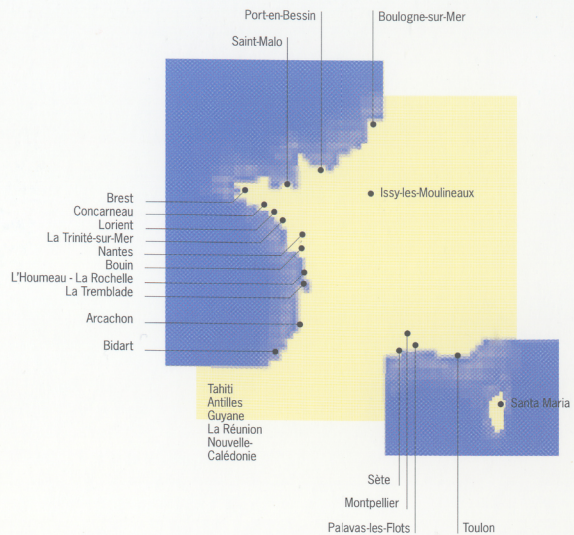 Port-en-Bessin
Boulogne-sur-Mer
Saint-Malo
Issy-les-Moulineaux
Brest
Concarneau
Lorient
La Trinité-sur-Mer
Nantes
Bouin
L'Houmeau - La Rochelle
La Tremblade
Arcachon
Bidart
Tahiti
Antilles
Guyane
La Réunion
Nouvelle-
Calédonie
Santa Maria
Sète
Montpellier
Palavas-les-Flots
Toulon